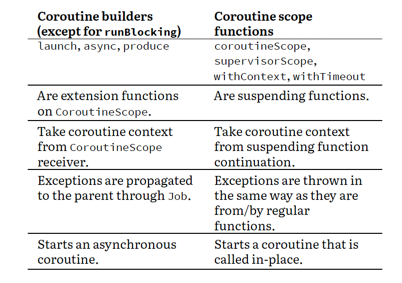 Coroutine builders
(except for runBlocking)
Coroutine scope
functions
launch, async, produce
coroutineScope,
supervisorScope,
withContext, withTimeout
Are extension functions
on CoroutineScope.
Are suspending functions.
Take coroutine context
from CoroutineScope
receiver.
Take coroutine context
from suspending function
continuation.
Exceptions are propagated
to the parent through Job.
Exceptions are thrown in
the same way as they are
from/by regular
functions.
Starts an asynchronous
coroutine.
Starts a coroutine that is
called in-place.